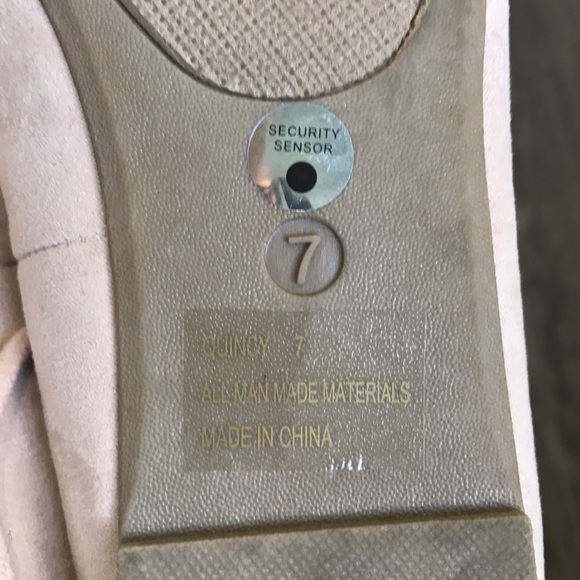 SECURITY
SENSOR
7
QUINCY 7
ALL MAN MADE MATERIALS
MADE IN CHINA